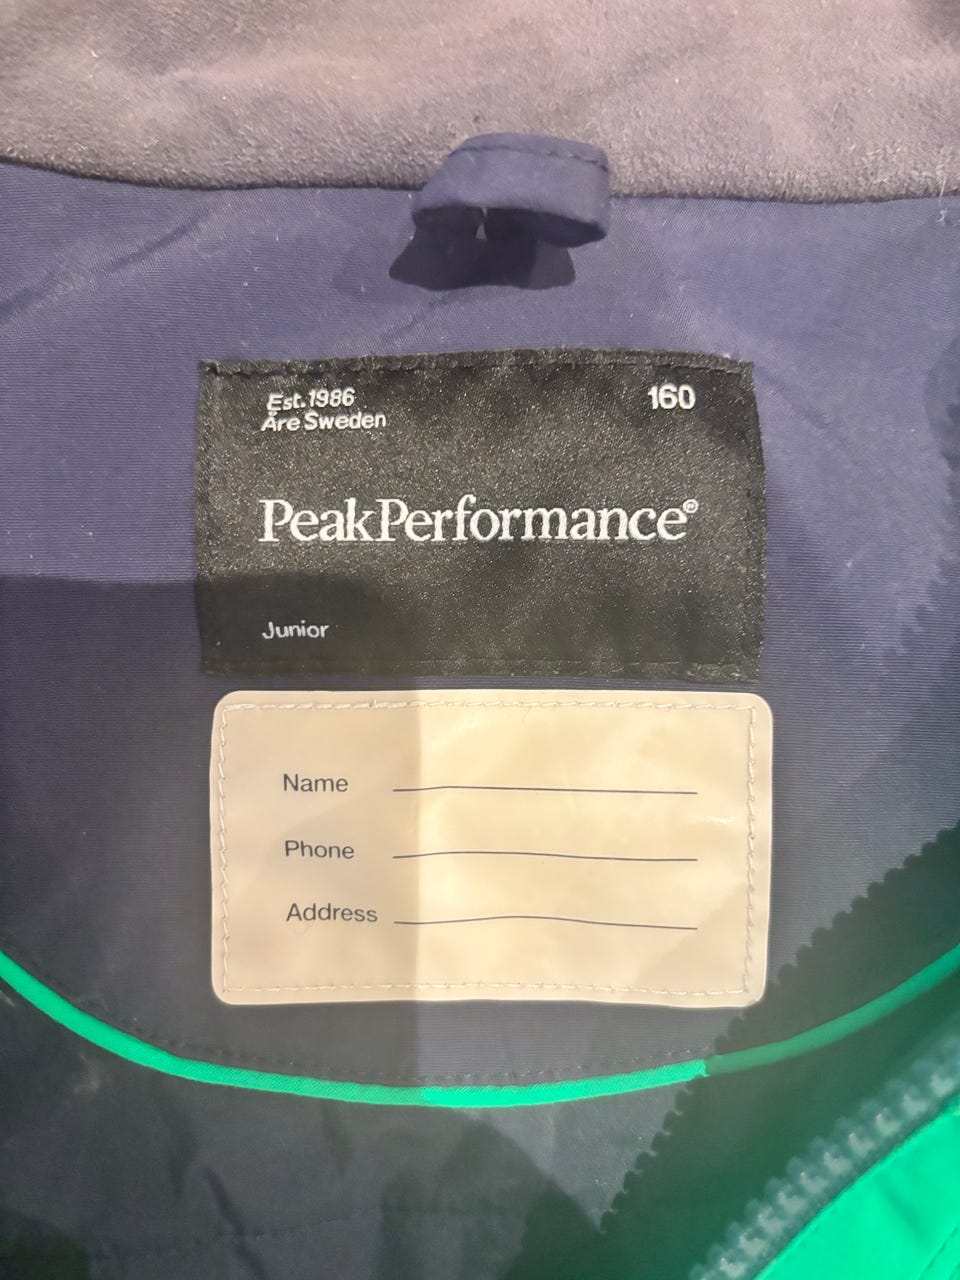 Est. 1986
160
Åre Sweden
PeakPerformance®
Junior
Name
Phone
Address